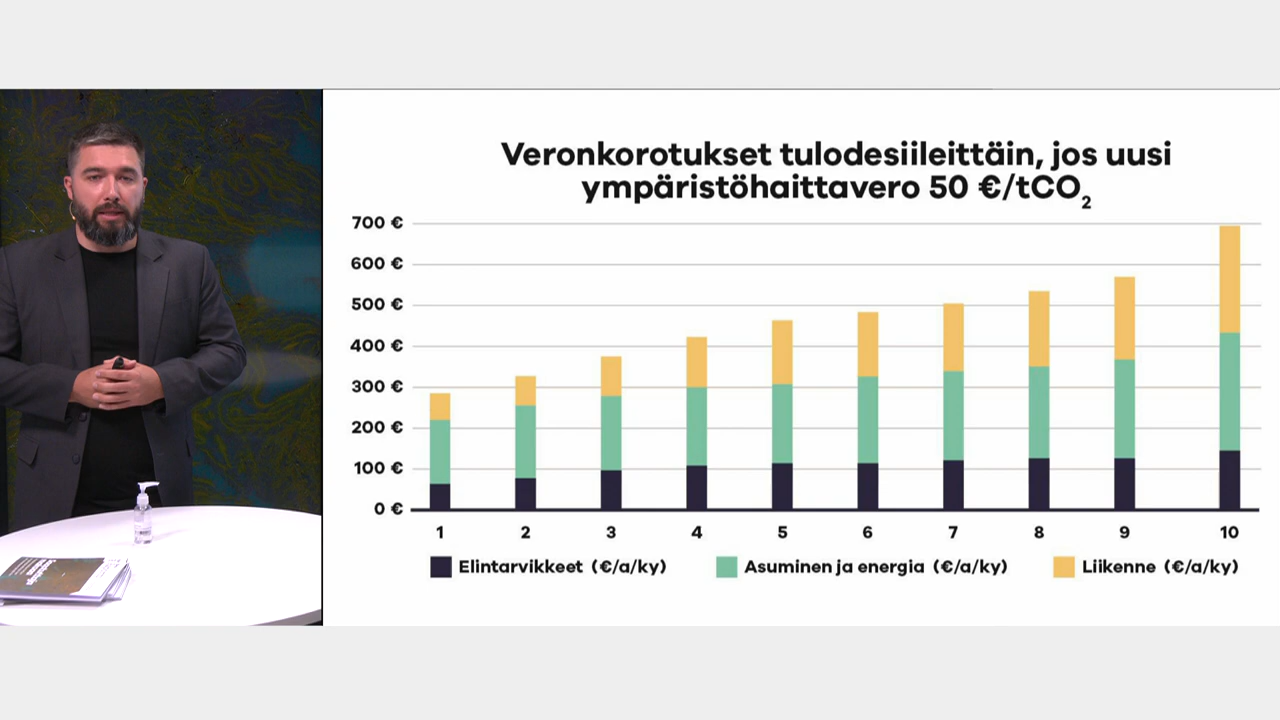 Veronkorotukset tulodesiileittäin, jos uusi
ympäristöhaittavero 50 €/tCO₂
700 €
600 €
500 €
400 €
300 €
200 €
100 €
0 €
1 2 3 4 5 6 7 8 9 10
Elintarvikkeet (€/a/ky) Asuminen ja energia (€/a/ky) Liikenne (€/a/ky)